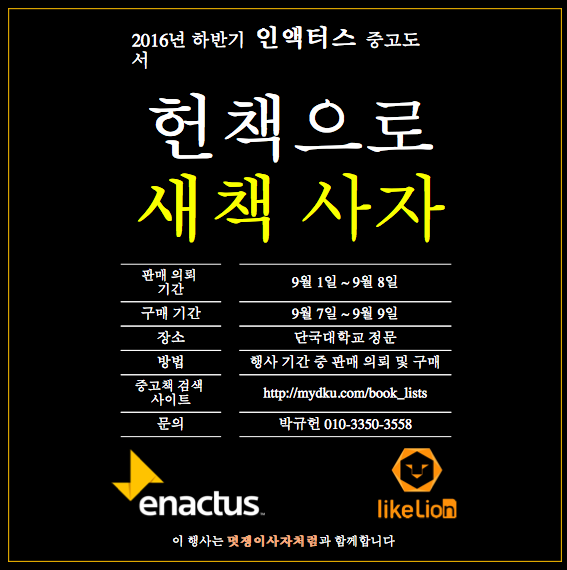 2016년 하반기 인액터스 중고도
서
헌책으로
새책 사자
판매 의뢰
기간
9월 1일 ~ 9월 8일
구매 기간
9월 7일 ~ 9월 9일
장소
단국대학교 정문
방법
행사 기간 중 판매 의뢰 및 구매
중고책 검색
사이트
http://mydku.com/book_lists
문의
박규헌 010-3350-3558
enactus™
likelion
이 행사는 멋쟁이사자처럼과 함께합니다